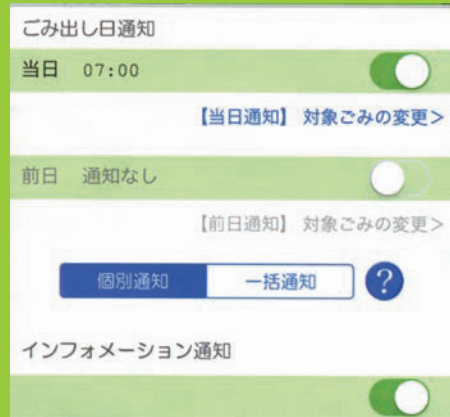 ごみ出し日通知
当日 07:00
【当日通知】 対象ごみの変更>
前日 通知なし
【前日通知】 対象ごみの変更>
個別通知 一括通知 ?
インフォメーション通知